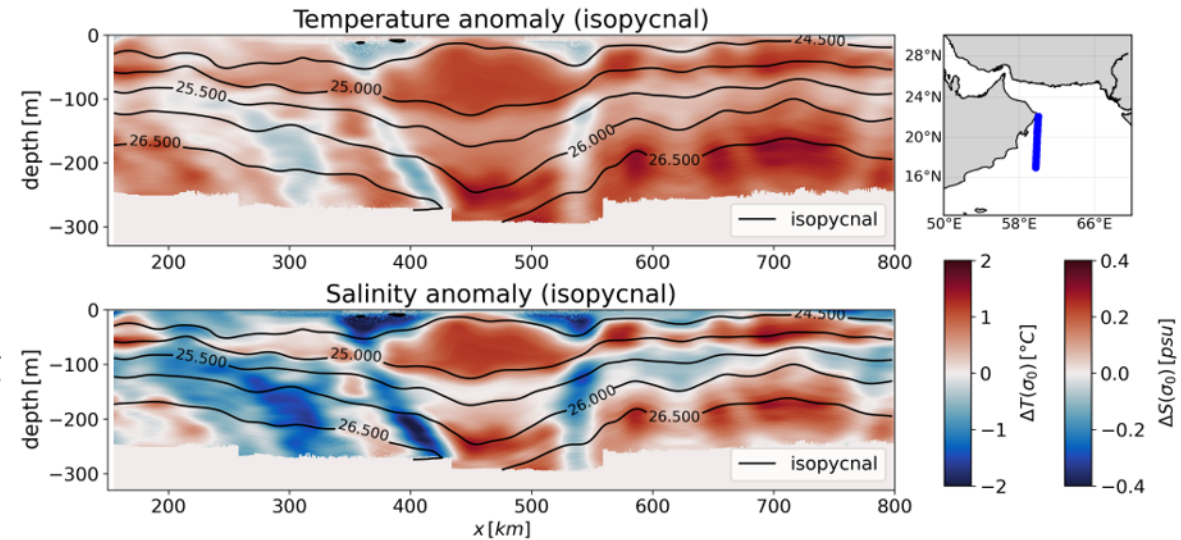 Temperature anomaly (isopycnal)
depth [m]
0
−100
−200
−300
24.500
25.500
25.000
26.000
26.500
26.500
isopycnal
200
300
400
500
600
700
800
28°N
24°N
20°N
16°N
50°E
58°E
66°E
Salinity anomaly (isopycnal)
depth [m]
0
−100
−200
−300
24.500
25.500
25.000
26.000
26.500
26.500
isopycnal
200
300
400
500
600
700
800
x [km]
2
1
0
−1
−2
ΔT(σ₀) [°C]
0.4
0.2
0.0
−0.2
−0.4
ΔS(σ₀) [psu]